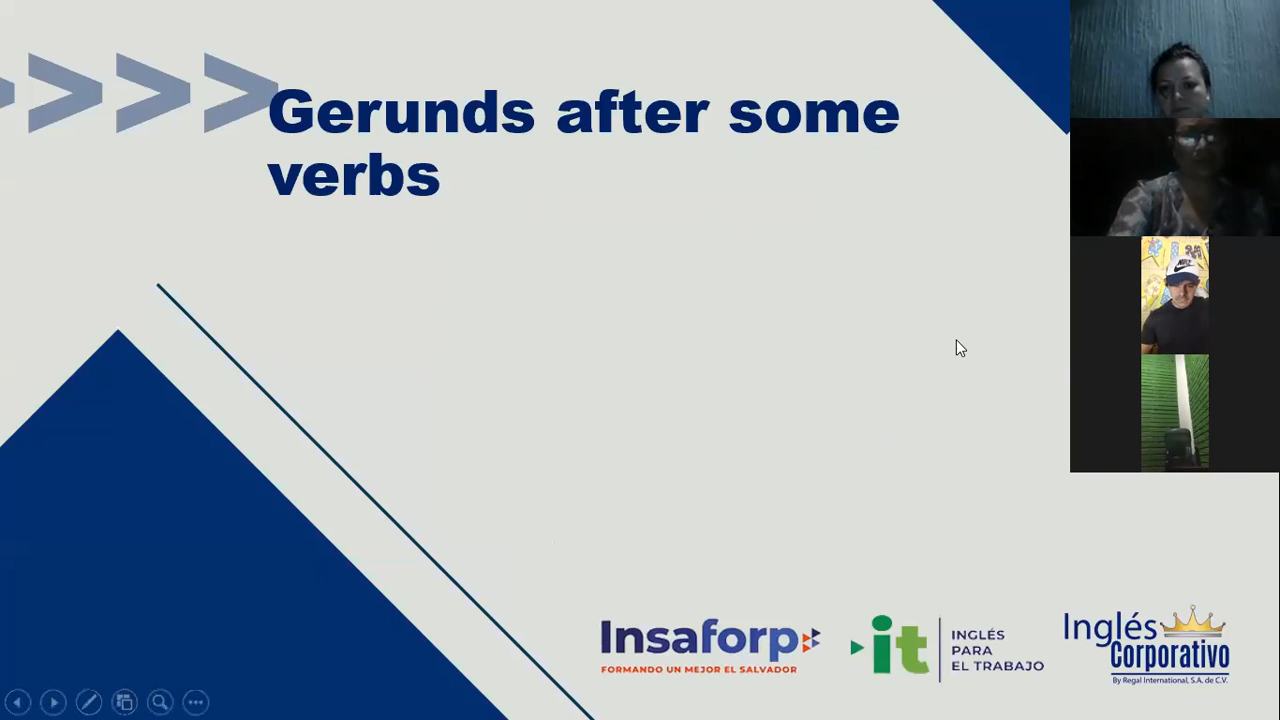 Gerunds after some
verbs
Insaforp
FORMANDO UN MEJOR EL SALVADOR
it
INGLÉS
PARA
EL TRABAJO
Inglés
Corporativo
By Regal International, S.A. de C.V.
NIKE